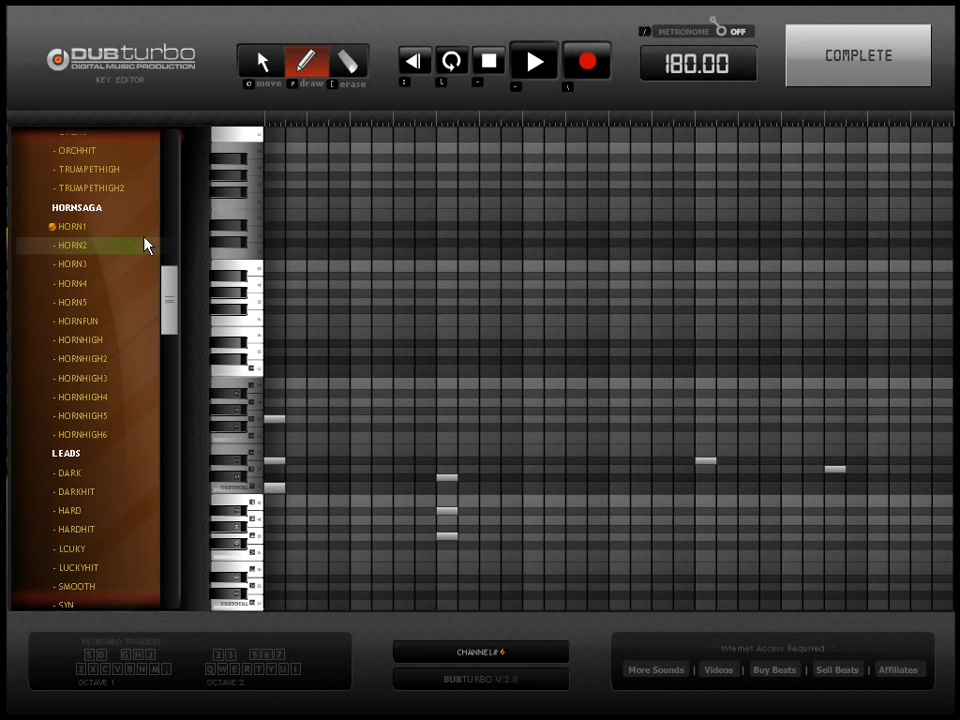 DUBturbo
DIGITAL MUSIC PRODUCTION
KEY EDITOR
move
draw
erase
METRONOME OFF
180.00
COMPLETE
- ORCHHIT
- TRUMPETHIGH
- TRUMPETHIGH2
HORNSAGA
HORN1
- HORN2
- HORN3
- HORN4
- HORN5
- HORNFUN
- HORNHIGH
- HORNHIGH2
- HORNHIGH3
- HORNHIGH4
- HORNHIGH5
- HORNHIGH6
LEADS
- DARK
- DARKHIT
- HARD
- HARDHIT
- LCUKY
- LUCKYHIT
- SMOOTH
- SYN
KEYBOARD TRIGGERS
S D G H J
Z X C V B N M ,
OCTAVE 1
2 3 5 6 7
Q W E R T Y U I
OCTAVE 2
CHANNEL# 6
DUBTURBO V:2.0
:: Internet Access Required ::
More Sounds | Videos | Buy Beats | Sell Beats | Affiliates